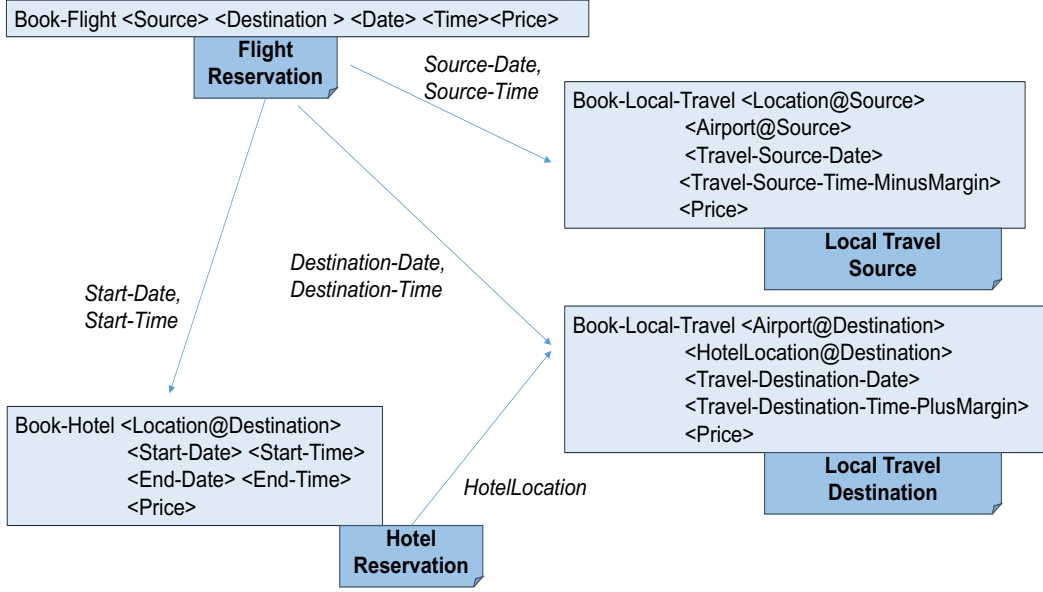 Book-Flight <Source> <Destination > <Date> <Time><Price>
Flight
Reservation
Source-Date,
Source-Time
Book-Local-Travel <Location@Source>
<Airport@Source>
<Travel-Source-Date>
<Travel-Source-Time-MinusMargin>
<Price>
Local Travel
Source
Destination-Date,
Destination-Time
Start-Date,
Start-Time
Book-Local-Travel <Airport@Destination>
<HotelLocation@Destination>
<Travel-Destination-Date>
<Travel-Destination-Time-PlusMargin>
<Price>
Local Travel
Destination
Book-Hotel <Location@Destination>
<Start-Date> <Start-Time>
<End-Date> <End-Time>
<Price>
HotelLocation
Hotel
Reservation